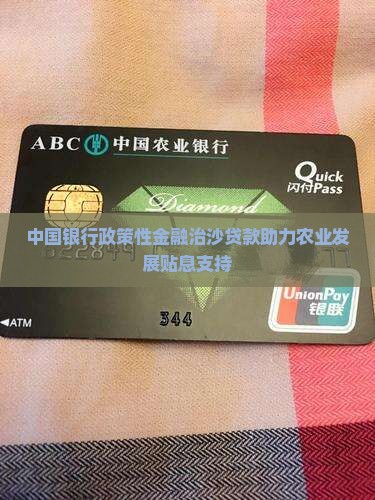 ABC 中国农业银行
Quick
闪付Pass
Diamond
中国银行政策性金融治沙贷款助力农业发
展贴息支持
344
UnionPay
银联
◀ATM